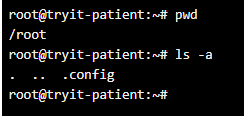 root@tryit-patient:~# pwd
/root
root@tryit-patient:~# ls -a
.  ..  .config
root@tryit-patient:~#